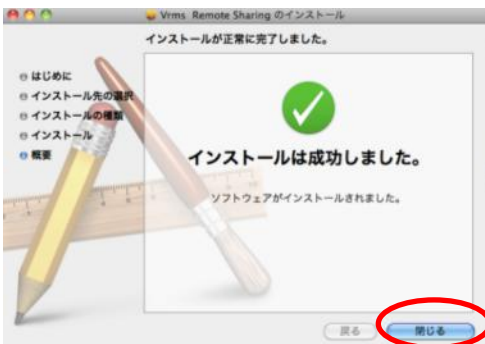 Vrms Remote Sharing のインストール
インストールが正常に完了しました。
はじめに
インストール先の選択
インストールの種類
インストール
概要
インストールは成功しました。
ソフトウェアがインストールされました。
戻る
閉じる